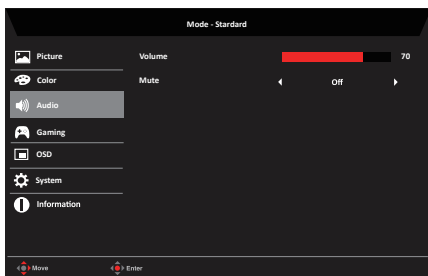 Mode - Standard
Picture
Volume
70
Color
Mute
Off
Audio
Gaming
OSD
System
Information
Move
Enter